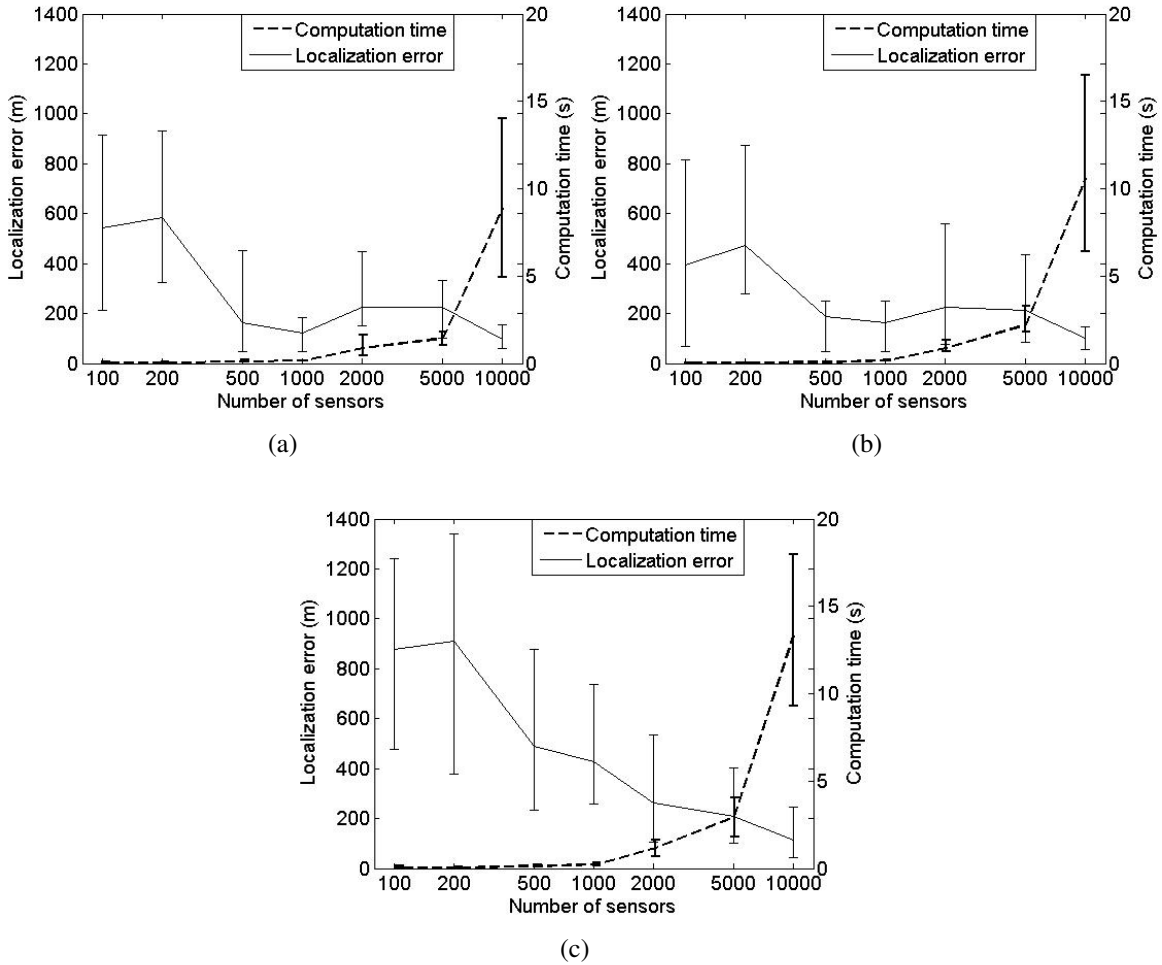 1400
1200
1000
800
600
400
200
0
Localization error (m)
Computation time
Localization error
20
15
10
5
0
Computation time (s)
100 200 500 1000 2000 5000 10000
Number of sensors
(a)
1400
1200
1000
800
600
400
200
0
Localization error (m)
Computation time
Localization error
20
15
10
5
0
Computation time (s)
100 200 500 1000 2000 5000 10000
Number of sensors
(b)
1400
1200
1000
800
600
400
200
0
Localization error (m)
Computation time
Localization error
20
15
10
5
0
Computation time (s)
100 200 500 1000 2000 5000 10000
Number of sensors
(c)